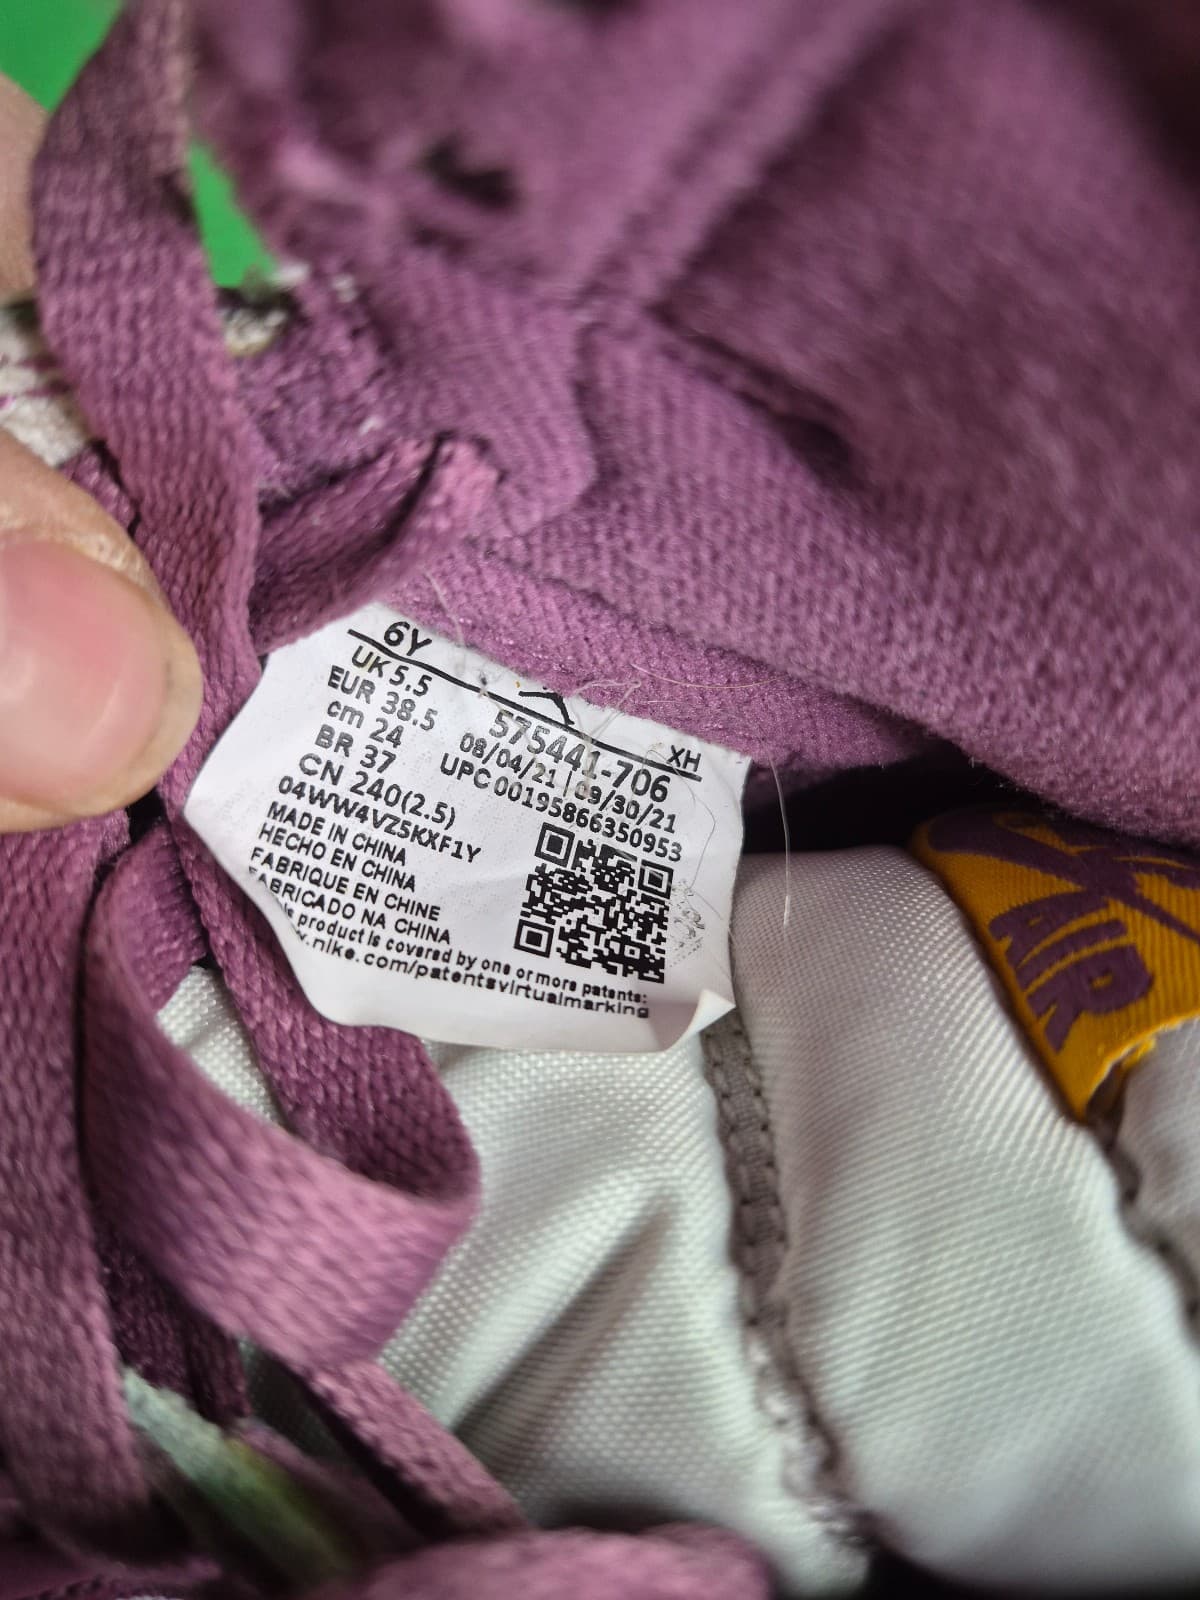 6Y
XH
UK 5.5
EUR 38.5
cm 24
BR 37
CN 240(2.5)
575441-706
08/04/21 | 09/30/21
UPC 00195866350953
04WW4VZ5KXF1Y
MADE IN CHINA
HECHO EN CHINA
FABRIQUE EN CHINE
FABRICADO NA CHINA
product is covered by one or more patents:
.nike.com/patentsvirtualmarking
AIR